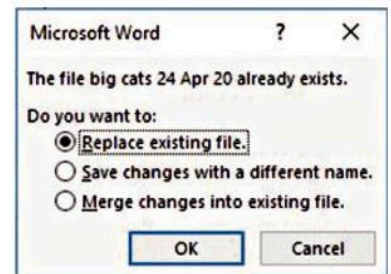 Microsoft Word ? X
The file big cats 24 Apr 20 already exists.
Do you want to:
Replace existing file.
Save changes with a different name.
Merge changes into existing file.
OK Cancel